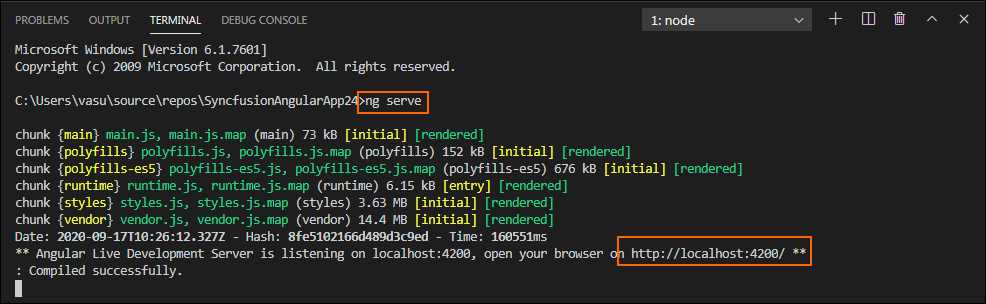 PROBLEMS OUTPUT TERMINAL DEBUG CONSOLE 1: node
Microsoft Windows [Version 6.1.7601]
Copyright (c) 2009 Microsoft Corporation.  All rights reserved.
C:\Users\vasu\source\repos\SyncfusionAngularApp24>ng serve
chunk {main} main.js, main.js.map (main) 73 kB [initial] [rendered]
chunk {polyfills} polyfills.js, polyfills.js.map (polyfills) 152 kB [initial] [rendered]
chunk {polyfills-es5} polyfills-es5.js, polyfills-es5.js.map (polyfills-es5) 676 kB [initial] [rendered]
chunk {runtime} runtime.js, runtime.js.map (runtime) 6.15 kB [entry] [rendered]
chunk {styles} styles.js, styles.js.map (styles) 3.63 MB [initial] [rendered]
chunk {vendor} vendor.js, vendor.js.map (vendor) 14.4 MB [initial] [rendered]
Date: 2020-09-17T10:26:12.327Z - Hash: 8fe5102166d489d3c9ed - Time: 160551ms
** Angular Live Development Server is listening on localhost:4200, open your browser on http://localhost:4200/ **
: Compiled successfully.